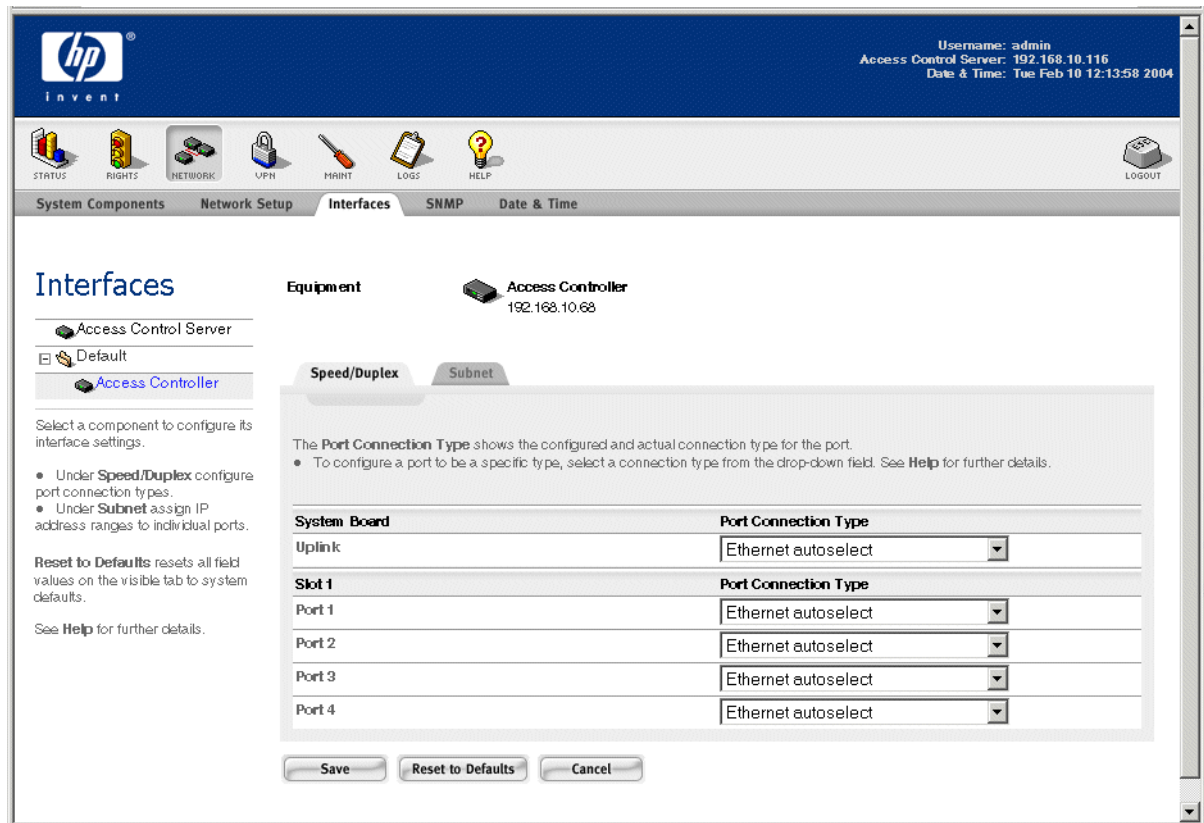 hp
®
invent
Username: admin
Access Control Server: 192.168.10.116
Date & Time: Tue Feb 10 12:13:58 2004
STATUS
RIGHTS
NETWORK
VPN
MAINT
LOGS
HELP
LOGOUT
System Components
Network Setup
Interfaces
SNMP
Date & Time
Interfaces
Access Control Server
Default
Access Controller
Select a component to configure its
interface settings.
● Under Speed/Duplex configure
port connection types.
● Under Subnet assign IP
address ranges to individual ports.
Reset to Defaults resets all field
values on the visible tab to system
defaults.
See Help for further details.
Equipment
Access Controller
192.168.10.68
Speed/Duplex
Subnet
The Port Connection Type shows the configured and actual connection type for the port.
● To configure a port to be a specific type, select a connection type from the drop-down field. See Help for further details.
System Board Port Connection Type
Uplink Ethernet autoselect
Slot 1 Port Connection Type
Port 1 Ethernet autoselect
Port 2 Ethernet autoselect
Port 3 Ethernet autoselect
Port 4 Ethernet autoselect
Save
Reset to Defaults
Cancel